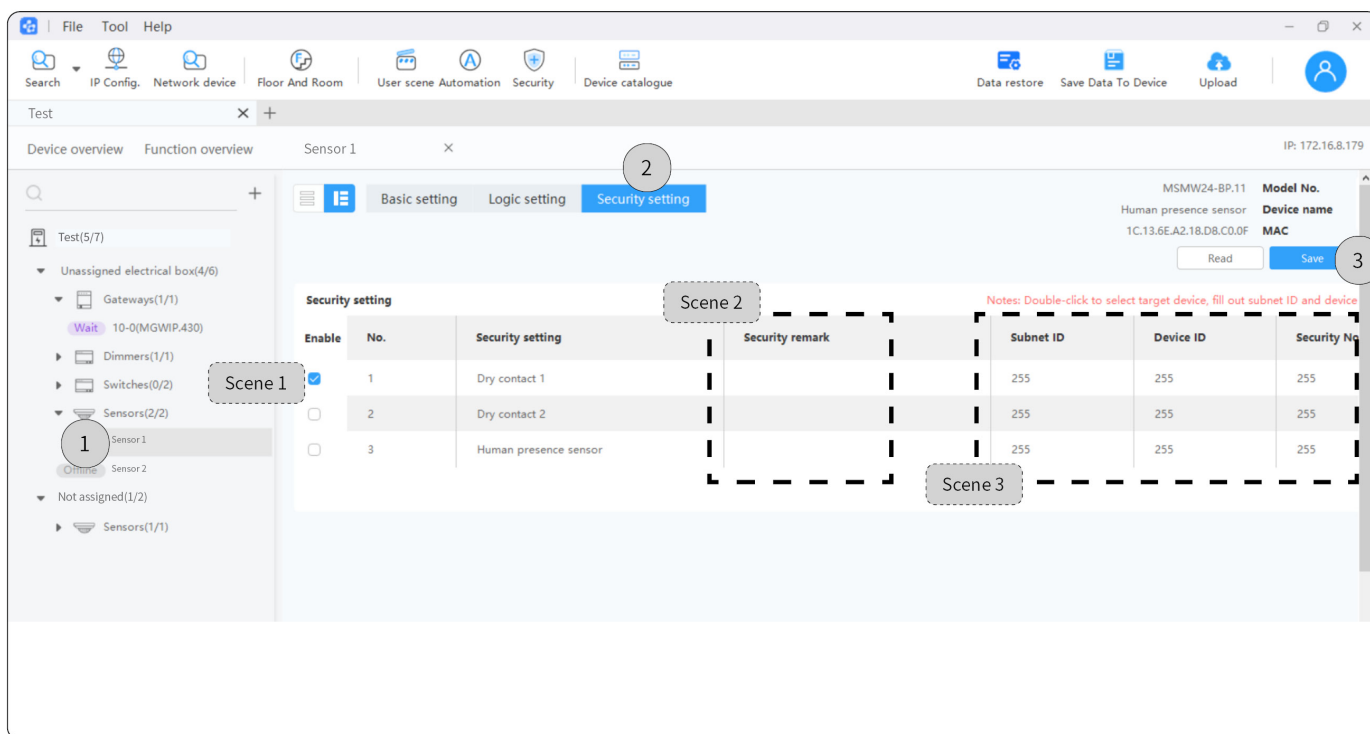 File Tool Help
Search IP Config. Network device Floor And Room User scene Automation Security Device catalogue Data restore Save Data To Device Upload
Test
Device overview Function overview Sensor 1 IP: 172.16.8.179
2
Basic setting Logic setting Security setting
MSMW24-BP.11 Model No.
Human presence sensor Device name
1C.13.6E.A2.18.D8.C0.0F MAC
Read Save 3
Test(5/7)
Unassigned electrical box(4/6)
Gateways(1/1)
Wait 10-0(MGWIP.430)
Dimmers(1/1)
Switches(0/2)
Sensors(2/2)
1 Sensor 1
Offline Sensor 2
Not assigned(1/2)
Sensors(1/1)
Security setting Scene 2 Notes: Double-click to select target device, fill out subnet ID and device
Enable No. Security setting Security remark Subnet ID Device ID Security No
Scene 1 1 Dry contact 1 255 255 255
2 Dry contact 2 255 255 255
3 Human presence sensor 255 255 255
Scene 3